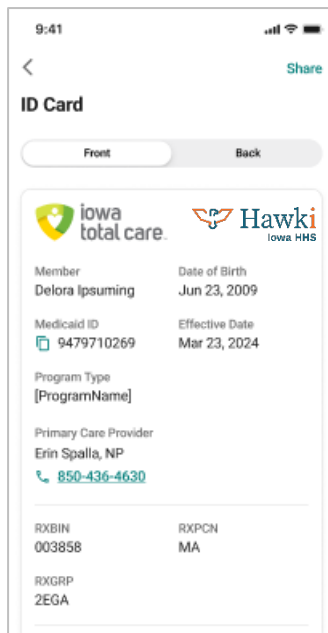 9:41
Share
ID Card
Front Back
iowa
total care™
Hawki
Iowa HHS
Member Date of Birth
Delora Ipsuming Jun 23, 2009
Medicaid ID Effective Date
9479710269 Mar 23, 2024
Program Type
[ProgramName]
Primary Care Provider
Erin Spalla, NP
850-436-4630
RXBIN RXPCN
003858 MA
RXGRP
2EGA